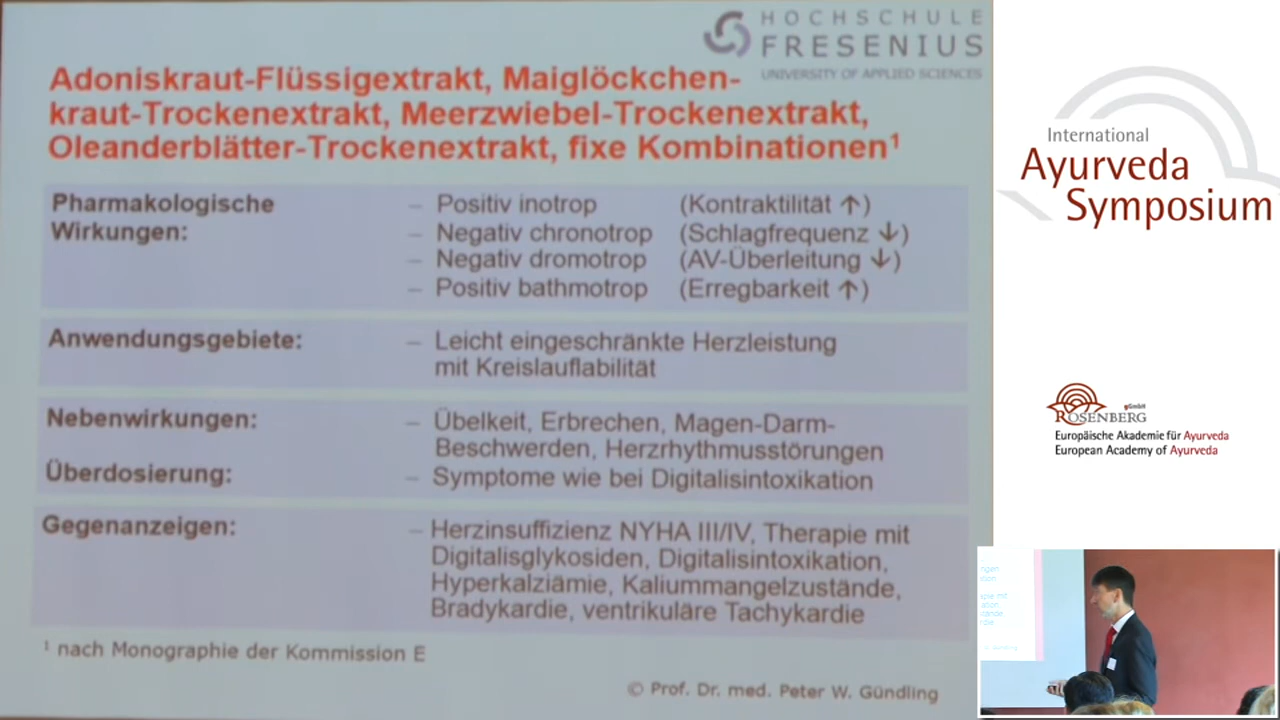 HOCHSCHULE
FRESENIUS
UNIVERSITY OF APPLIED SCIENCES
Adoniskraut-Flüssigextrakt, Maiglöckchen-
kraut-Trockenextrakt, Meerzwiebel-Trockenextrakt,
Oleanderblätter-Trockenextrakt, fixe Kombinationen¹
Pharmakologische
Wirkungen:
– Positiv inotrop (Kontraktilität ↑)
– Negativ chronotrop (Schlagfrequenz ↓)
– Negativ dromotrop (AV-Überleitung ↓)
– Positiv bathmotrop (Erregbarkeit ↑)
Anwendungsgebiete:
– Leicht eingeschränkte Herzleistung
mit Kreislauflabilität
Nebenwirkungen:
– Übelkeit, Erbrechen, Magen-Darm-
Beschwerden, Herzrhythmusstörungen
Überdosierung:
– Symptome wie bei Digitalisintoxikation
Gegenanzeigen:
– Herzinsuffizienz NYHA III/IV, Therapie mit
Digitalisglykosiden, Digitalisintoxikation,
Hyperkalziämie, Kaliummangelzustände,
Bradykardie, ventrikuläre Tachykardie
¹ nach Monographie der Kommission E
© Prof. Dr. med. Peter W. Gündling
International
Ayurveda
Symposium
gGmbH
ROSENBERG
Europäische Akademie für Ayurveda
European Academy of Ayurveda